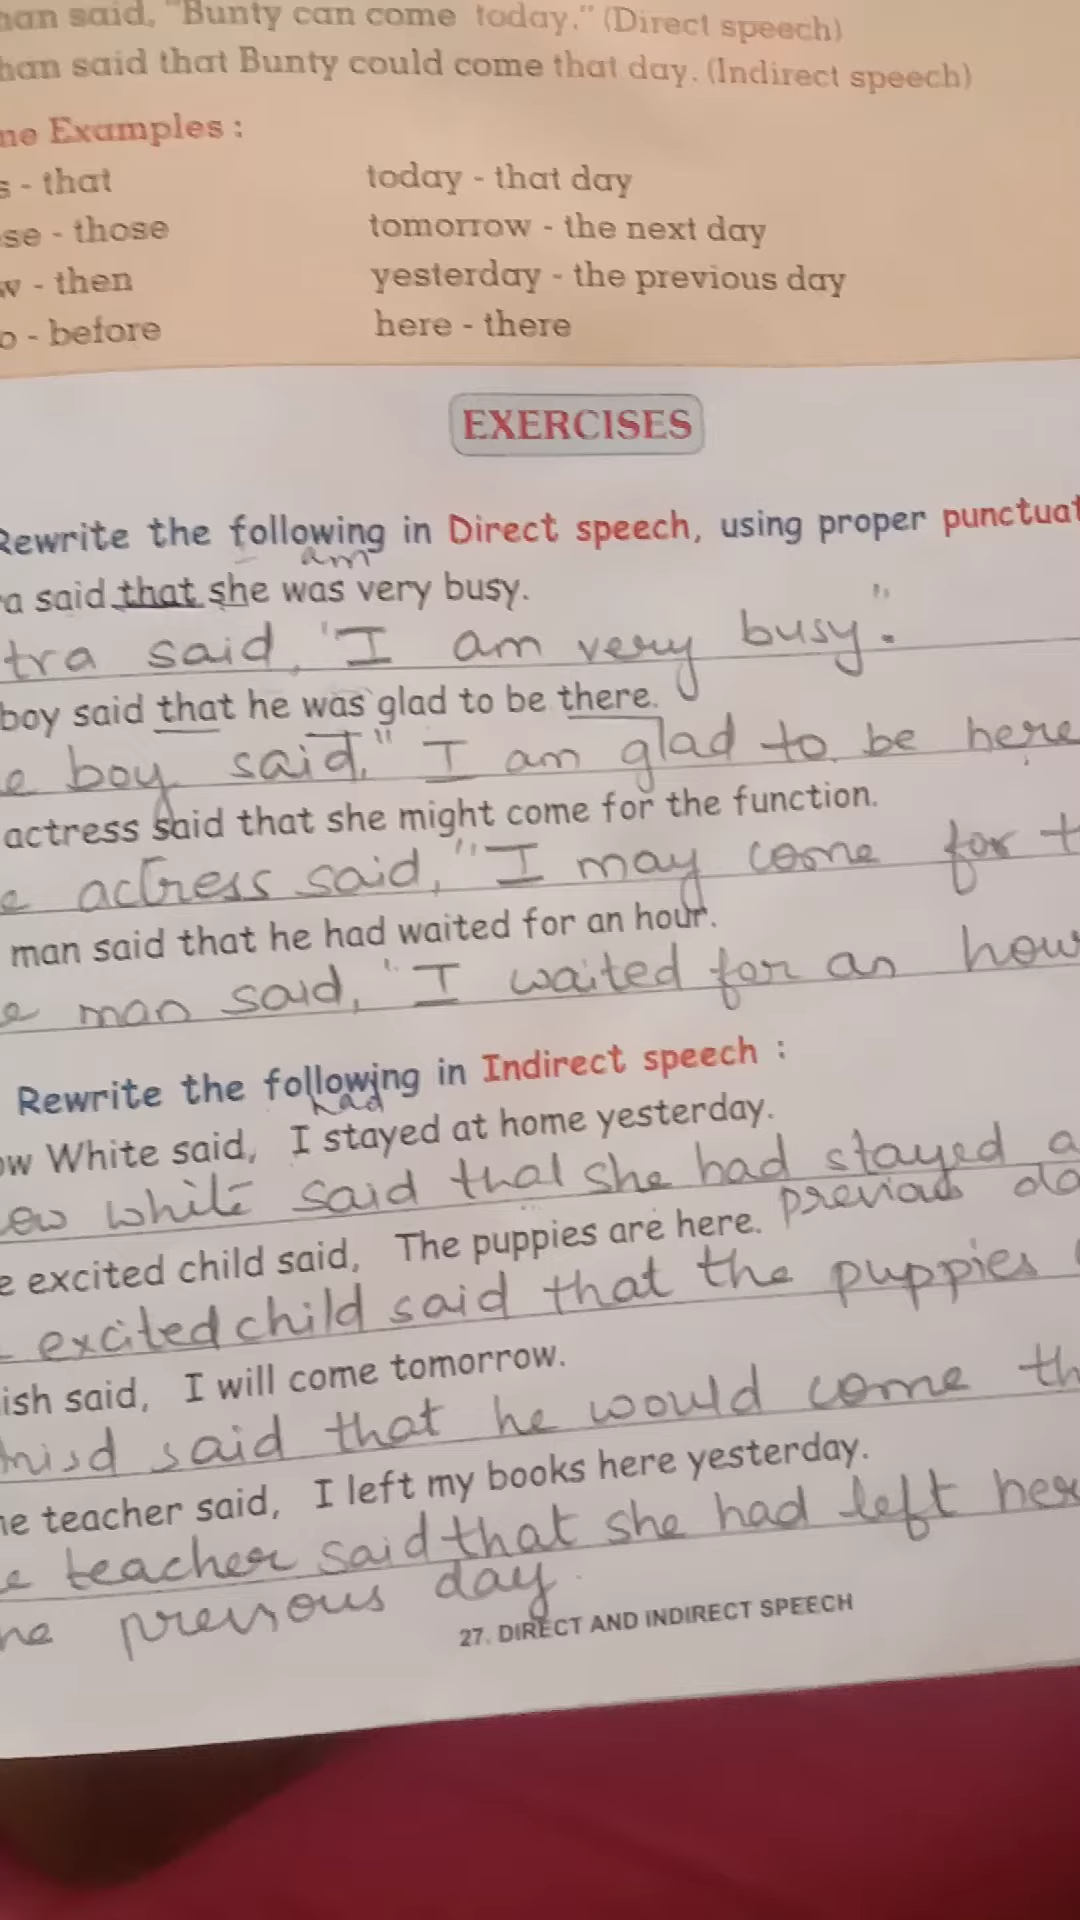 han said, "Bunty can come today." (Direct speech)
han said that Bunty could come that day. (Indirect speech)
me Examples :
s - that today - that day
se - those tomorrow - the next day
w - then yesterday - the previous day
o - before here - there
EXERCISES
Rewrite the following in Direct speech, using proper punctuat
am
a said that she was very busy.
tra said, "I am very busy."
boy said that he was glad to be there.
e boy said, "I am glad to be here
actress said that she might come for the function.
e actress said, "I may come for t
man said that he had waited for an hour.
e man said, "I waited for an hour
Rewrite the following in Indirect speech :
had
ow White said, I stayed at home yesterday.
ow white said that she had stayed a
previous da
e excited child said, The puppies are here.
e excited child said that the puppies
ish said, I will come tomorrow.
said that he would come th
he teacher said, I left my books here yesterday.
e teacher said that she had left her
he previous day.
27. DIRECT AND INDIRECT SPEECH